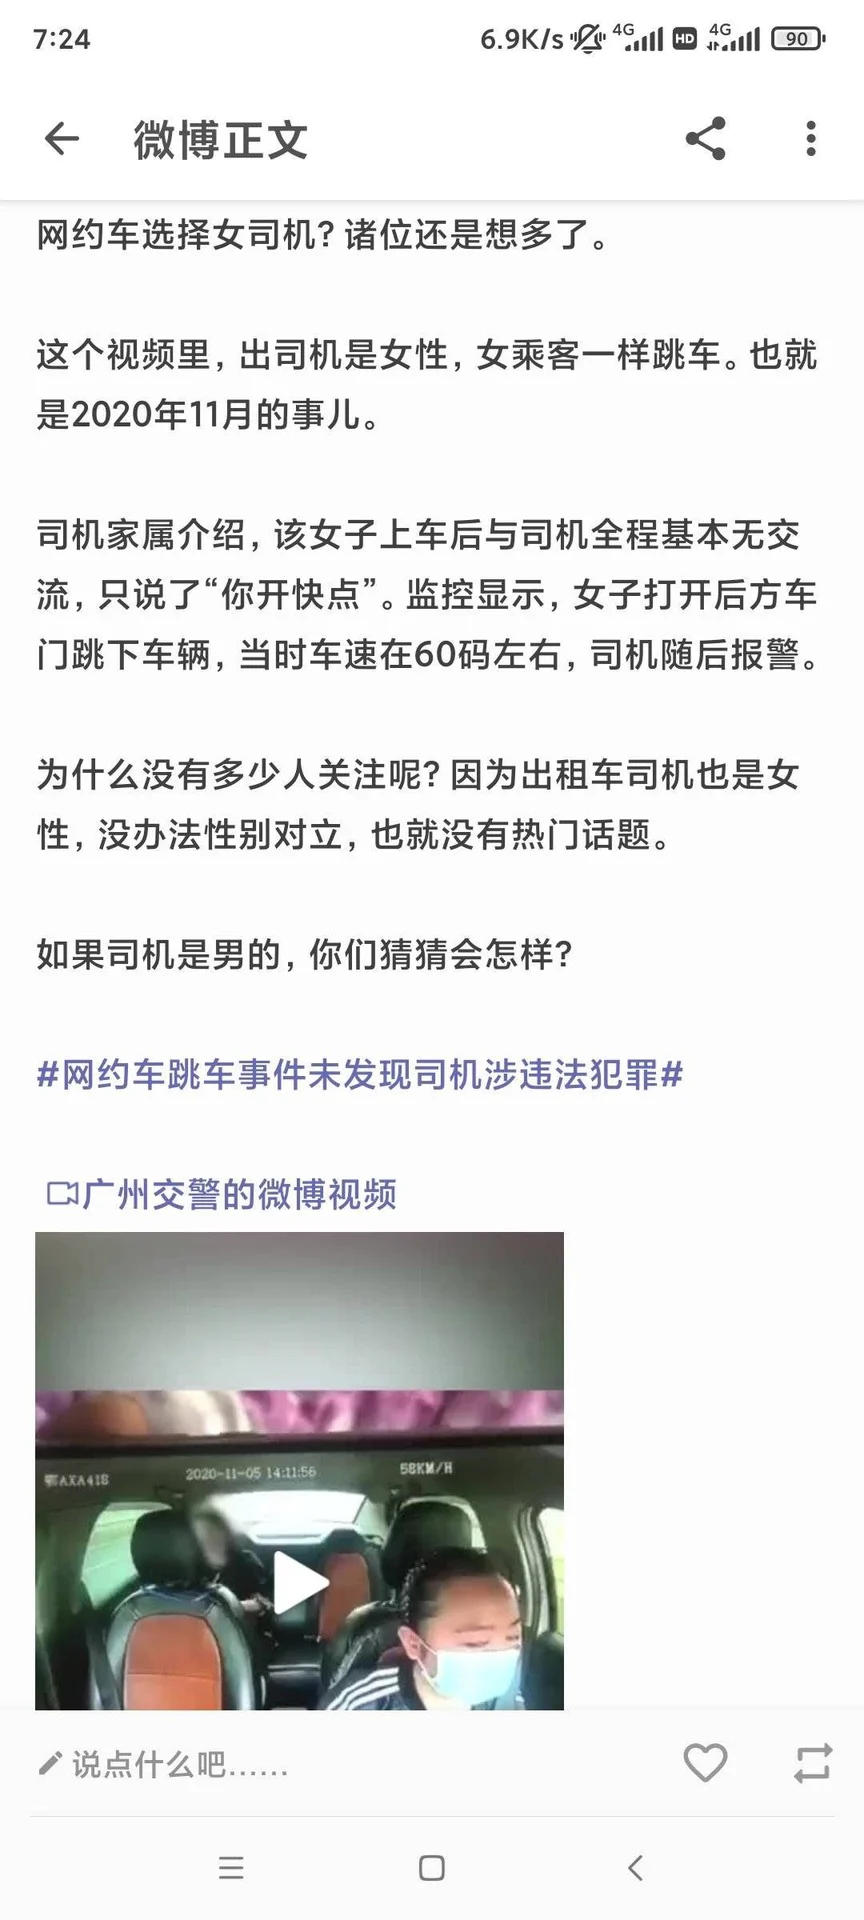 7:24 6.9K/s 4G HD 4G 90
微博正文
网约车选择女司机？诸位还是想多了。
这个视频里，出司机是女性，女乘客一样跳车。也就
是2020年11月的事儿。
司机家属介绍，该女子上车后与司机全程基本无交
流，只说了“你开快点”。监控显示，女子打开后方车
门跳下车辆，当时车速在60码左右，司机随后报警。
为什么没有多少人关注呢？因为出租车司机也是女
性，没办法性别对立，也就没有热门话题。
如果司机是男的，你们猜猜会怎样？
#网约车跳车事件未发现司机涉违法犯罪#
广州交警的微博视频
鄂AXA418 2020-11-05 14:11:56 58KM/H
说点什么吧......